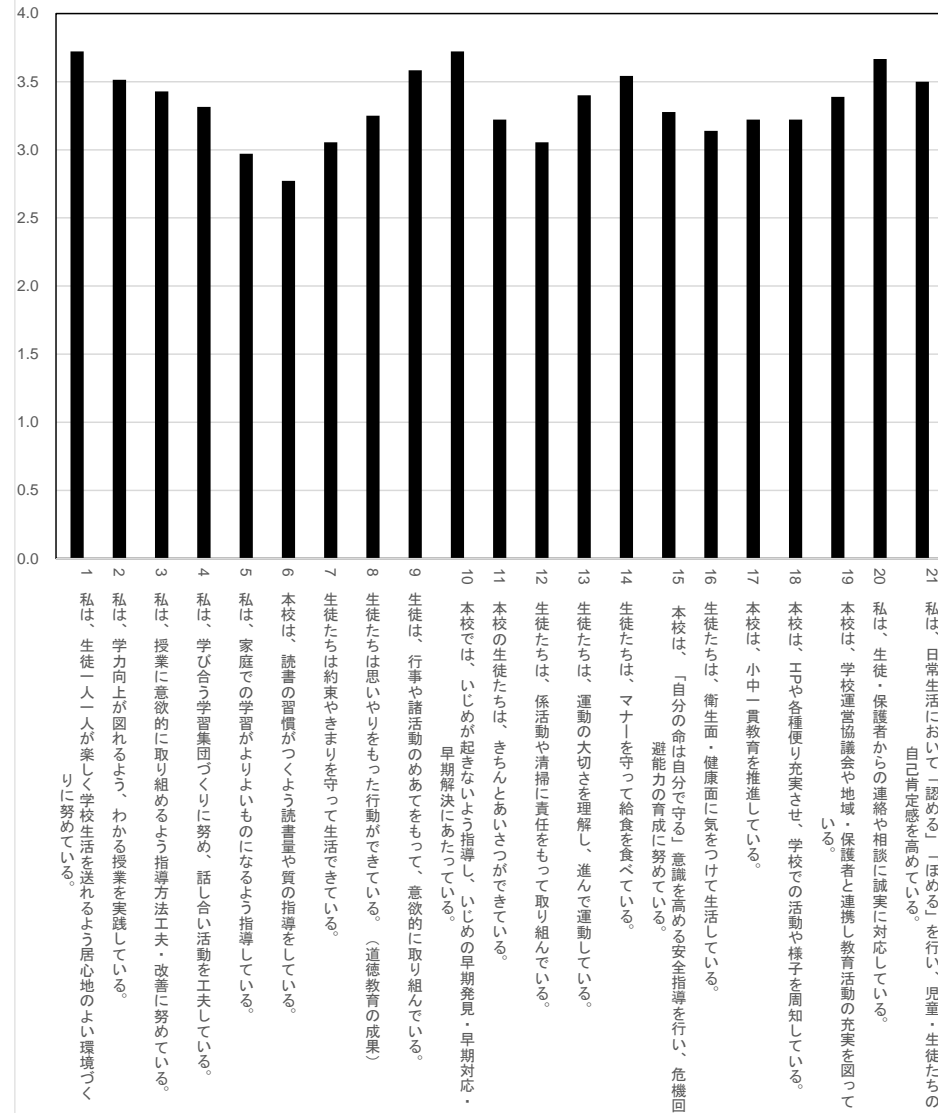 4.0
3.5
3.0
2.5
2.0
1.5
1.0
0.5
0.0
1 私は、生徒一人一人が楽しく学校生活を送れるよう居心地のよい環境づく
りに努めている。
2 私は、学力向上が図れるよう、わかる授業を実践している。
3 私は、授業に意欲的に取り組めるよう指導方法工夫・改善に努めている。
4 私は、学び合う学習集団づくりに努め、話し合い活動を工夫している。
5 私は、家庭での学習がよりよいものになるよう指導している。
6 本校は、読書の習慣がつくよう読書量や質の指導をしている。
7 生徒たちは約束やきまりを守って生活できている。
8 生徒たちは思いやりをもった行動ができている。（道徳教育の成果）
9 生徒は、行事や諸活動のめあてをもって、意欲的に取り組んでいる。
10 本校では、いじめが起きないよう指導し、いじめの早期発見・早期対応・
早期解決にあたっている。
11 本校の生徒たちは、きちんとあいさつができている。
12 生徒たちは、係活動や清掃に責任をもって取り組んでいる。
13 生徒たちは、運動の大切さを理解し、進んで運動している。
14 生徒たちは、マナーを守って給食を食べている。
15 本校は、「自分の命は自分で守る」意識を高める安全指導を行い、危機回
避能力の育成に努めている。
16 生徒たちは、衛生面・健康面に気をつけて生活している。
17 本校は、小中一貫教育を推進している。
18 本校は、HPや各種便り充実させ、学校での活動や様子を周知している。
19 本校は、学校運営協議会や地域・保護者と連携し教育活動の充実を図って
いる。
20 私は、生徒・保護者からの連絡や相談に誠実に対応している。
21 私は、日常生活において「認める」「ほめる」を行い、児童・生徒たちの
自己肯定感を高めている。